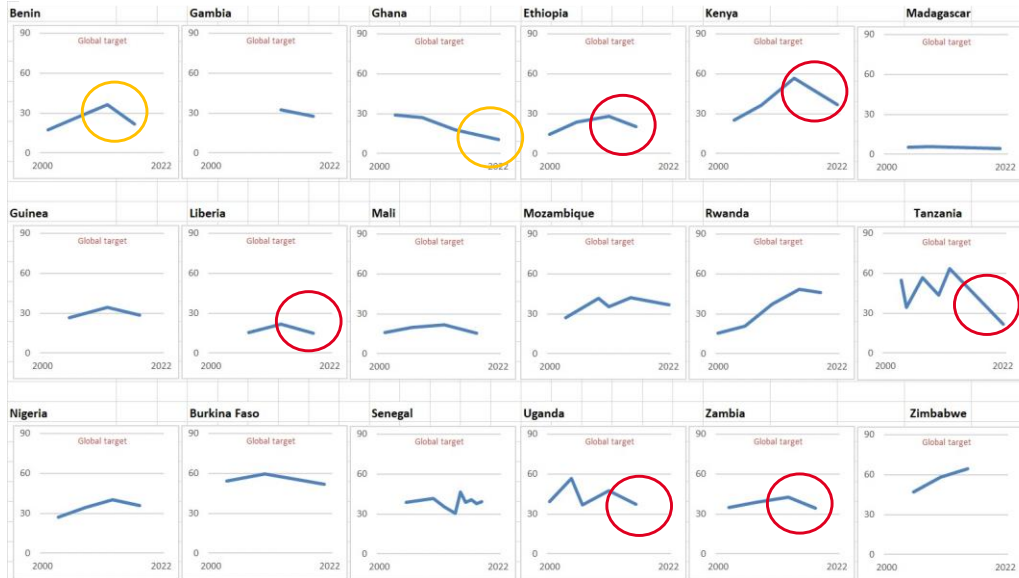 Benin Gambia Ghana Ethiopia Kenya Madagascar
90 Global target 90 Global target 90 Global target 90 Global target 90 Global target 90 Global target
60 60 60 60 60 60
30 30 30 30 30 30
0 0 0 0 0 0
2000 2022 2000 2022 2000 2022 2000 2022 2000 2022 2000 2022
Guinea Liberia Mali Mozambique Rwanda Tanzania
90 Global target 90 Global target 90 Global target 90 Global target 90 Global target 90 Global target
60 60 60 60 60 60
30 30 30 30 30 30
0 0 0 0 0 0
2000 2022 2000 2022 2000 2022 2000 2022 2000 2022 2000 2022
Nigeria Burkina Faso Senegal Uganda Zambia Zimbabwe
90 Global target 90 Global target 90 Global target 90 Global target 90 Global target 90 Global target
60 60 60 60 60 60
30 30 30 30 30 30
0 0 0 0 0 0
2000 2022 2000 2022 2000 2022 2000 2022 2000 2022 2000 2022